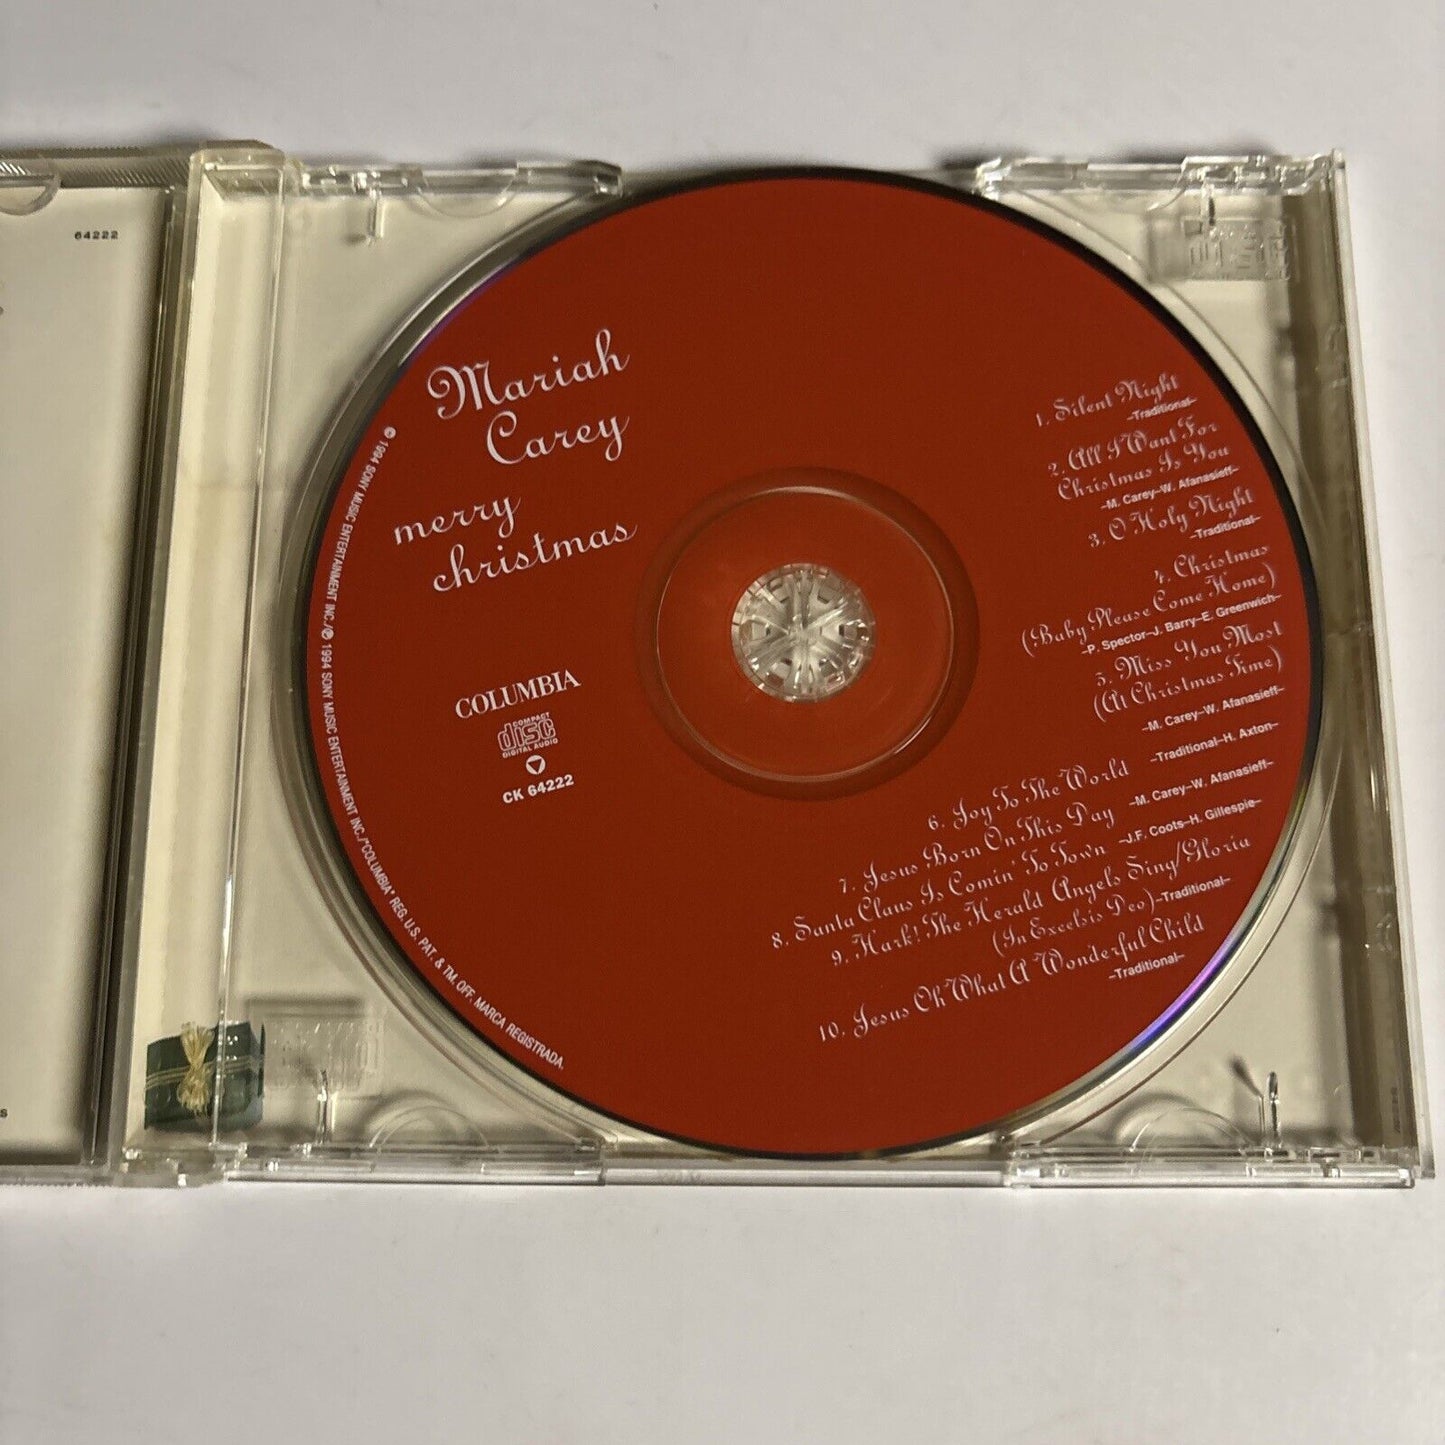 64222
Mariah
Carey
merry
christmas
COLUMBIA
COMPACT
disc
DIGITAL AUDIO
CK 64222
1. Silent Night
–Traditional–
2. All I Want For
Christmas Is You
–M. Carey–W. Afanasieff–
3. O Holy Night
–Traditional–
4. Christmas
(Baby Please Come Home)
–P. Spector–J. Barry–E. Greenwich–
5. Miss You Most
(At Christmas Time)
–M. Carey–W. Afanasieff–
6. Joy To The World –Traditional–H. Axton–
7. Jesus Born On This Day –M. Carey–W. Afanasieff–
8. Santa Claus Is Comin' To Town –J.F. Coots–H. Gillespie–
9. Hark! The Herald Angels Sing/Gloria
(In Excelsis Deo) –Traditional–
10. Jesus Oh What A Wonderful Child
–Traditional–
© 1994 SONY MUSIC ENTERTAINMENT INC./℗ 1994 SONY MUSIC ENTERTAINMENT INC./"COLUMBIA" REG. U.S. PAT. & TM. OFF. MARCA REGISTRADA.